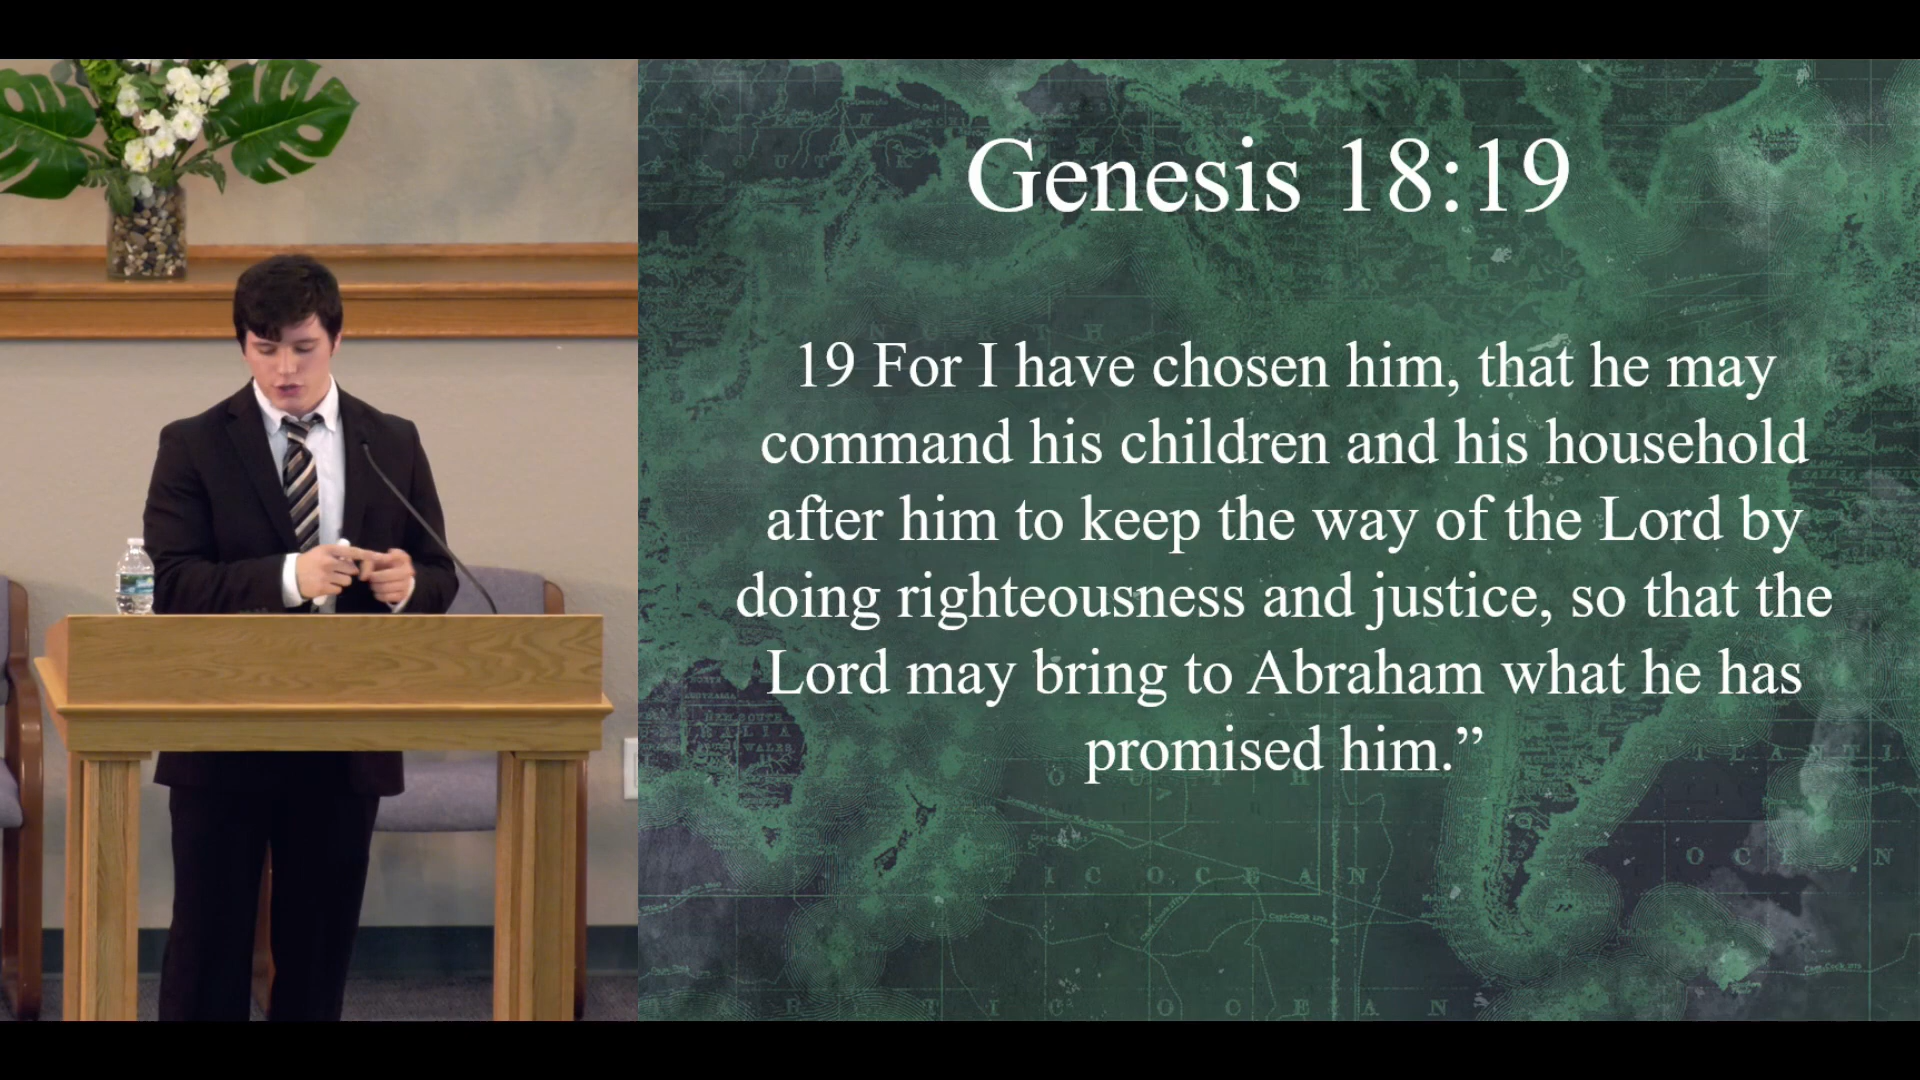 Genesis 18:19
19 For I have chosen him, that he may
command his children and his household
after him to keep the way of the Lord by
doing righteousness and justice, so that the
Lord may bring to Abraham what he has
promised him.”
N O R T H
S O U T H
I C O C E A N
O C E A N
T I C O C E A N